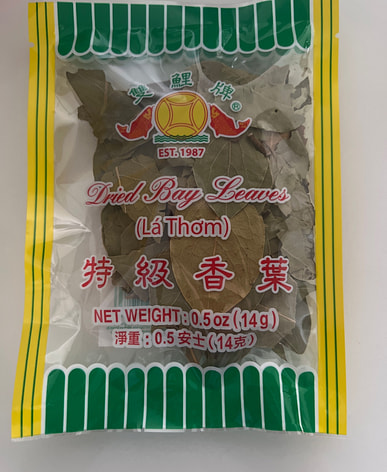 雙鯉牌®
EST. 1987
Dried Bay Leaves
(Lá Thơm)
特級香葉
NET WEIGHT: 0.5 oz (14 g)
淨重: 0.5 安士 (14克)